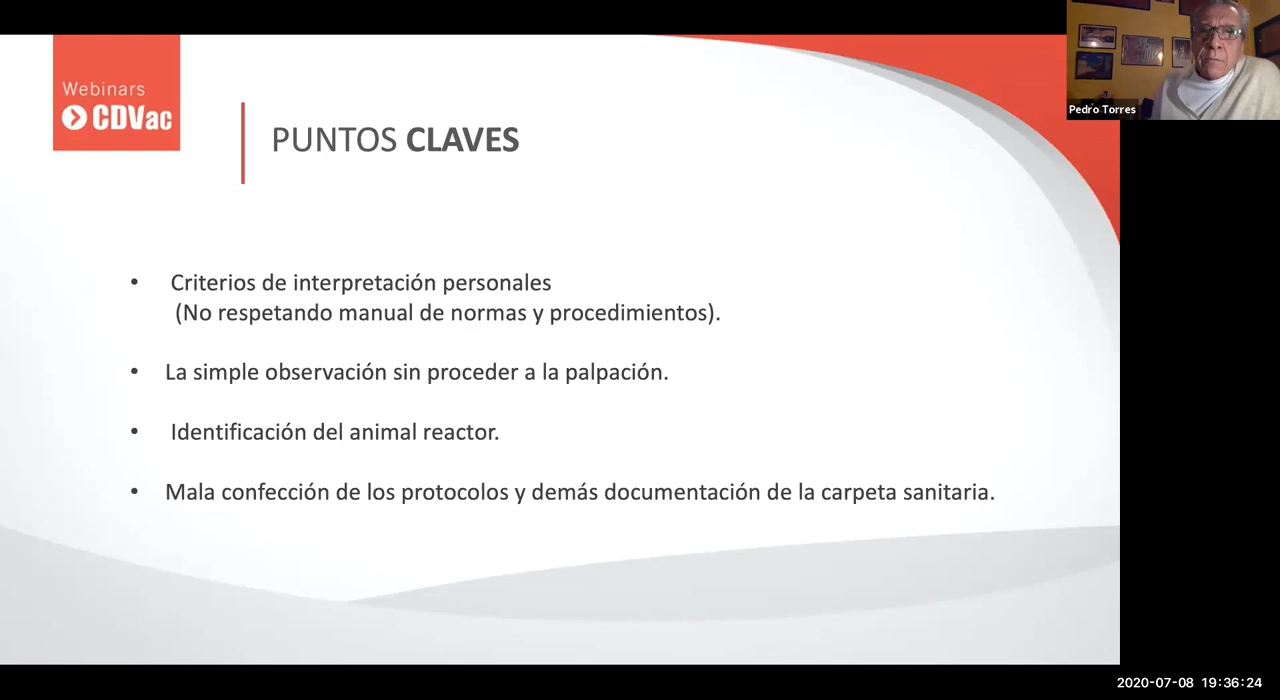 Webinars
CDVac
PUNTOS CLAVES
Pedro Torres
• Criterios de interpretación personales
(No respetando manual de normas y procedimientos).
• La simple observación sin proceder a la palpación.
• Identificación del animal reactor.
• Mala confección de los protocolos y demás documentación de la carpeta sanitaria.
2020-07-08 19:36:24